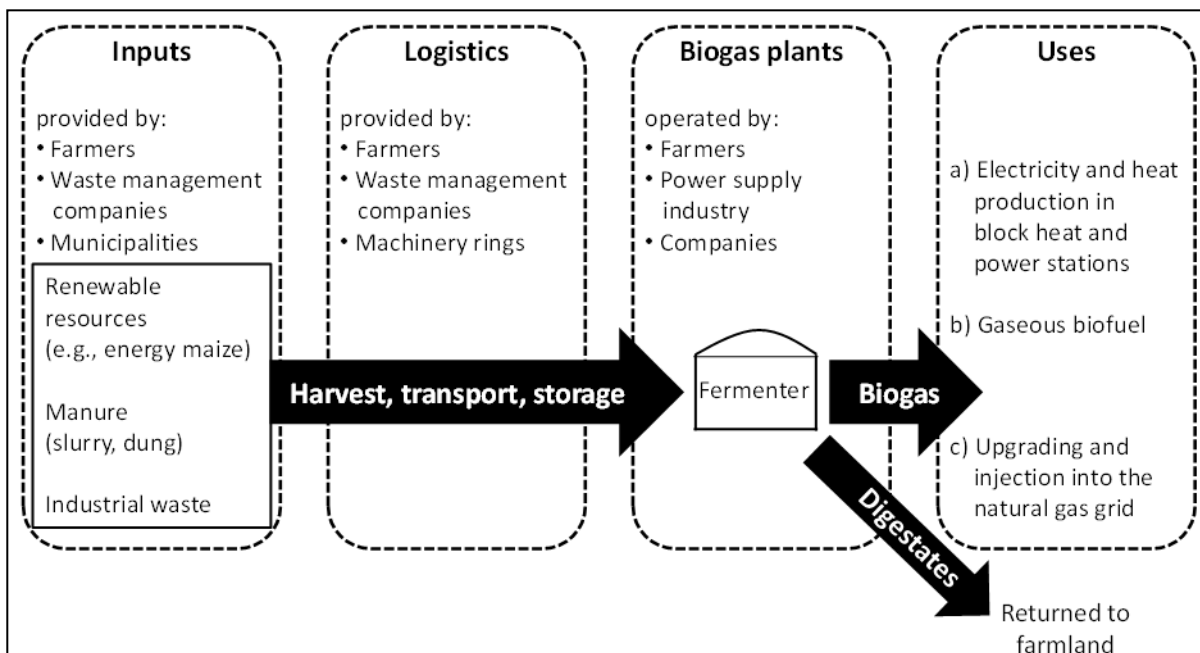 Inputs
provided by:
• Farmers
• Waste management
companies
• Municipalities
Renewable
resources
(e.g., energy maize)
Manure
(slurry, dung)
Industrial waste
Logistics
provided by:
• Farmers
• Waste management
companies
• Machinery rings
Harvest, transport, storage
Biogas plants
operated by:
• Farmers
• Power supply
industry
• Companies
Fermenter
Biogas
Digestates
Uses
a) Electricity and heat
production in
block heat and
power stations
b) Gaseous biofuel
c) Upgrading and
injection into the
natural gas grid
Returned to
farmland